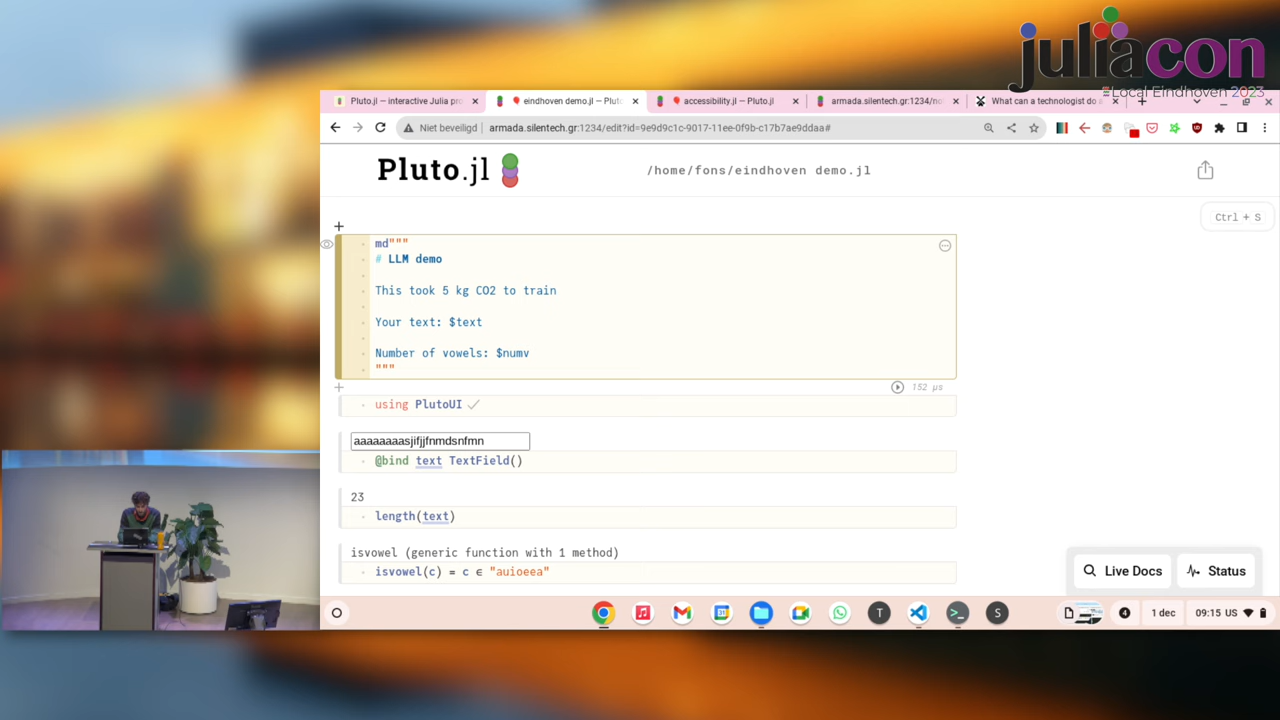 juliacon
Local Eindhoven 2023
Pluto.jl — interactive Julia pro
eindhoven demo.jl — Pluto
accessibility.jl — Pluto.jl
armada.silentech.gr:1234/no
What can a technologist do a
Niet beveiligd
armada.silentech.gr:1234/edit?id=9e9d9c1c-9017-11ee-0f9b-c17b7ae9ddaa#
Pluto.jl
/home/fons/eindhoven demo.jl
Ctrl + S
md"""
# LLM demo
This took 5 kg CO2 to train
Your text: $text
Number of vowels: $numv
"""
152 μs
using PlutoUI
aaaaaaaasjifjjfnmdsnfmn
@bind text TextField()
23
length(text)
isvowel (generic function with 1 method)
isvowel(c) = c ∈ "auioeea"
Live Docs
Status
T
S
4
1 dec
09:15 US